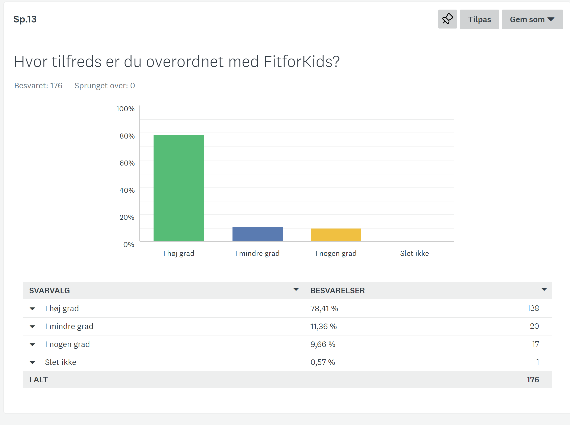 Sp.13
Tilpas
Gem som
Hvor tilfreds er du overordnet med FitforKids?
Besvaret: 176 Sprunget over: 0
100%
80%
60%
40%
20%
0%
I høj grad I mindre grad I nogen grad Slet ikke
SVARVALG BESVARELSER
I høj grad 78,41 % 138
I mindre grad 11,36 % 20
I nogen grad 9,66 % 17
Slet ikke 0,57 % 1
I ALT 176